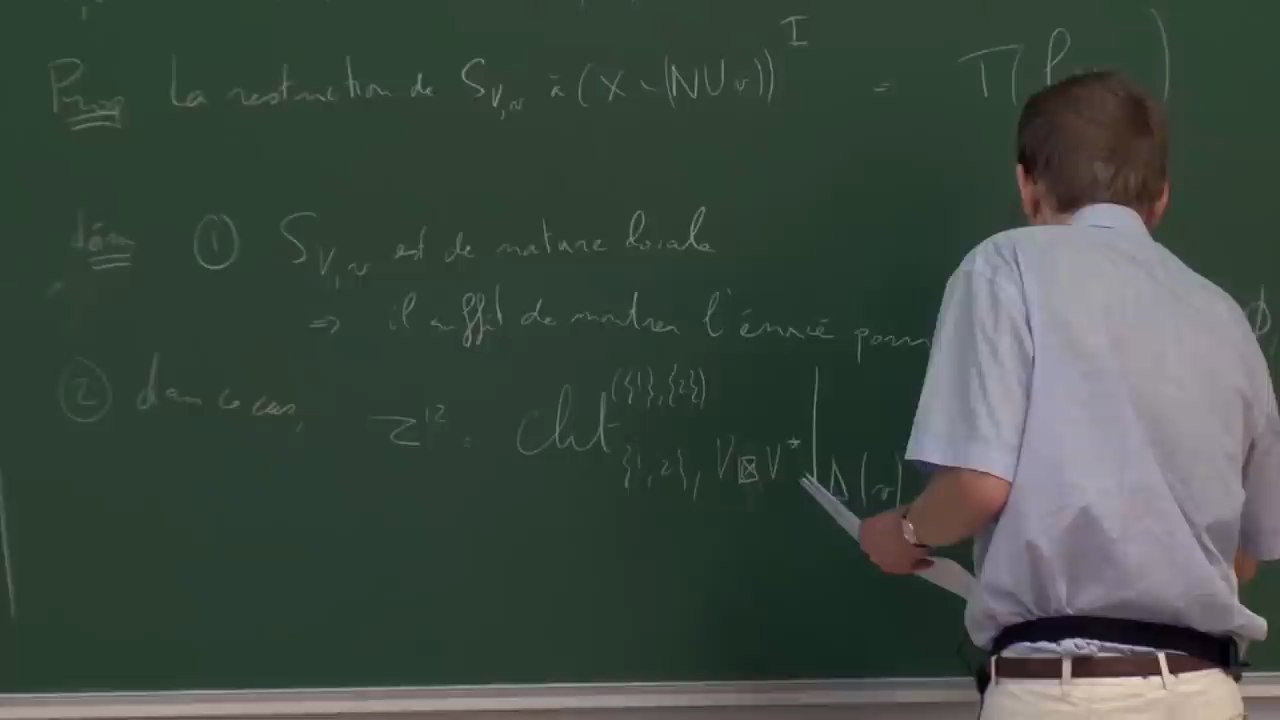 Prop La restriction de S_{V,v} à (X ∖ (N ∪ v))^I = T(
dém ① S_{V,v} est de nature locale
⇒ il suffit de montrer l'énoncé pour
② dans ce cas, Z^{12} : Cht^{({1},{2})}_{{1,2}, V⊠V*} |_{Δ(v)}